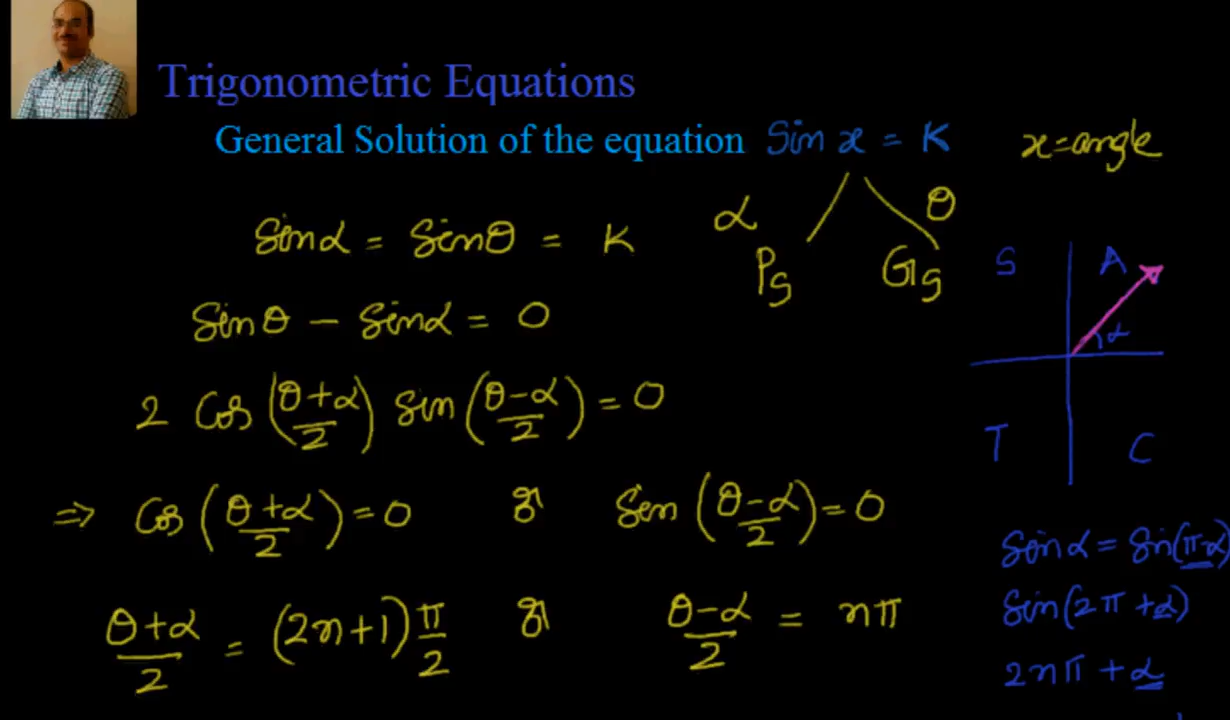 Trigonometric Equations
General Solution of the equation Sin x = K
x = angle
α θ
Ps Gs
Sinα = Sinθ = K
Sinθ - Sinα = 0
2 Cos (θ+α/2) sin (θ-α/2) = 0
⇒ Cos (θ+α/2) = 0 or Sin (θ-α/2) = 0
θ+α/2 = (2n+1) π/2 or θ-α/2 = nπ
S A
α
T C
Sinα = Sin(π-α)
Sin(2π+α)
2nπ + α